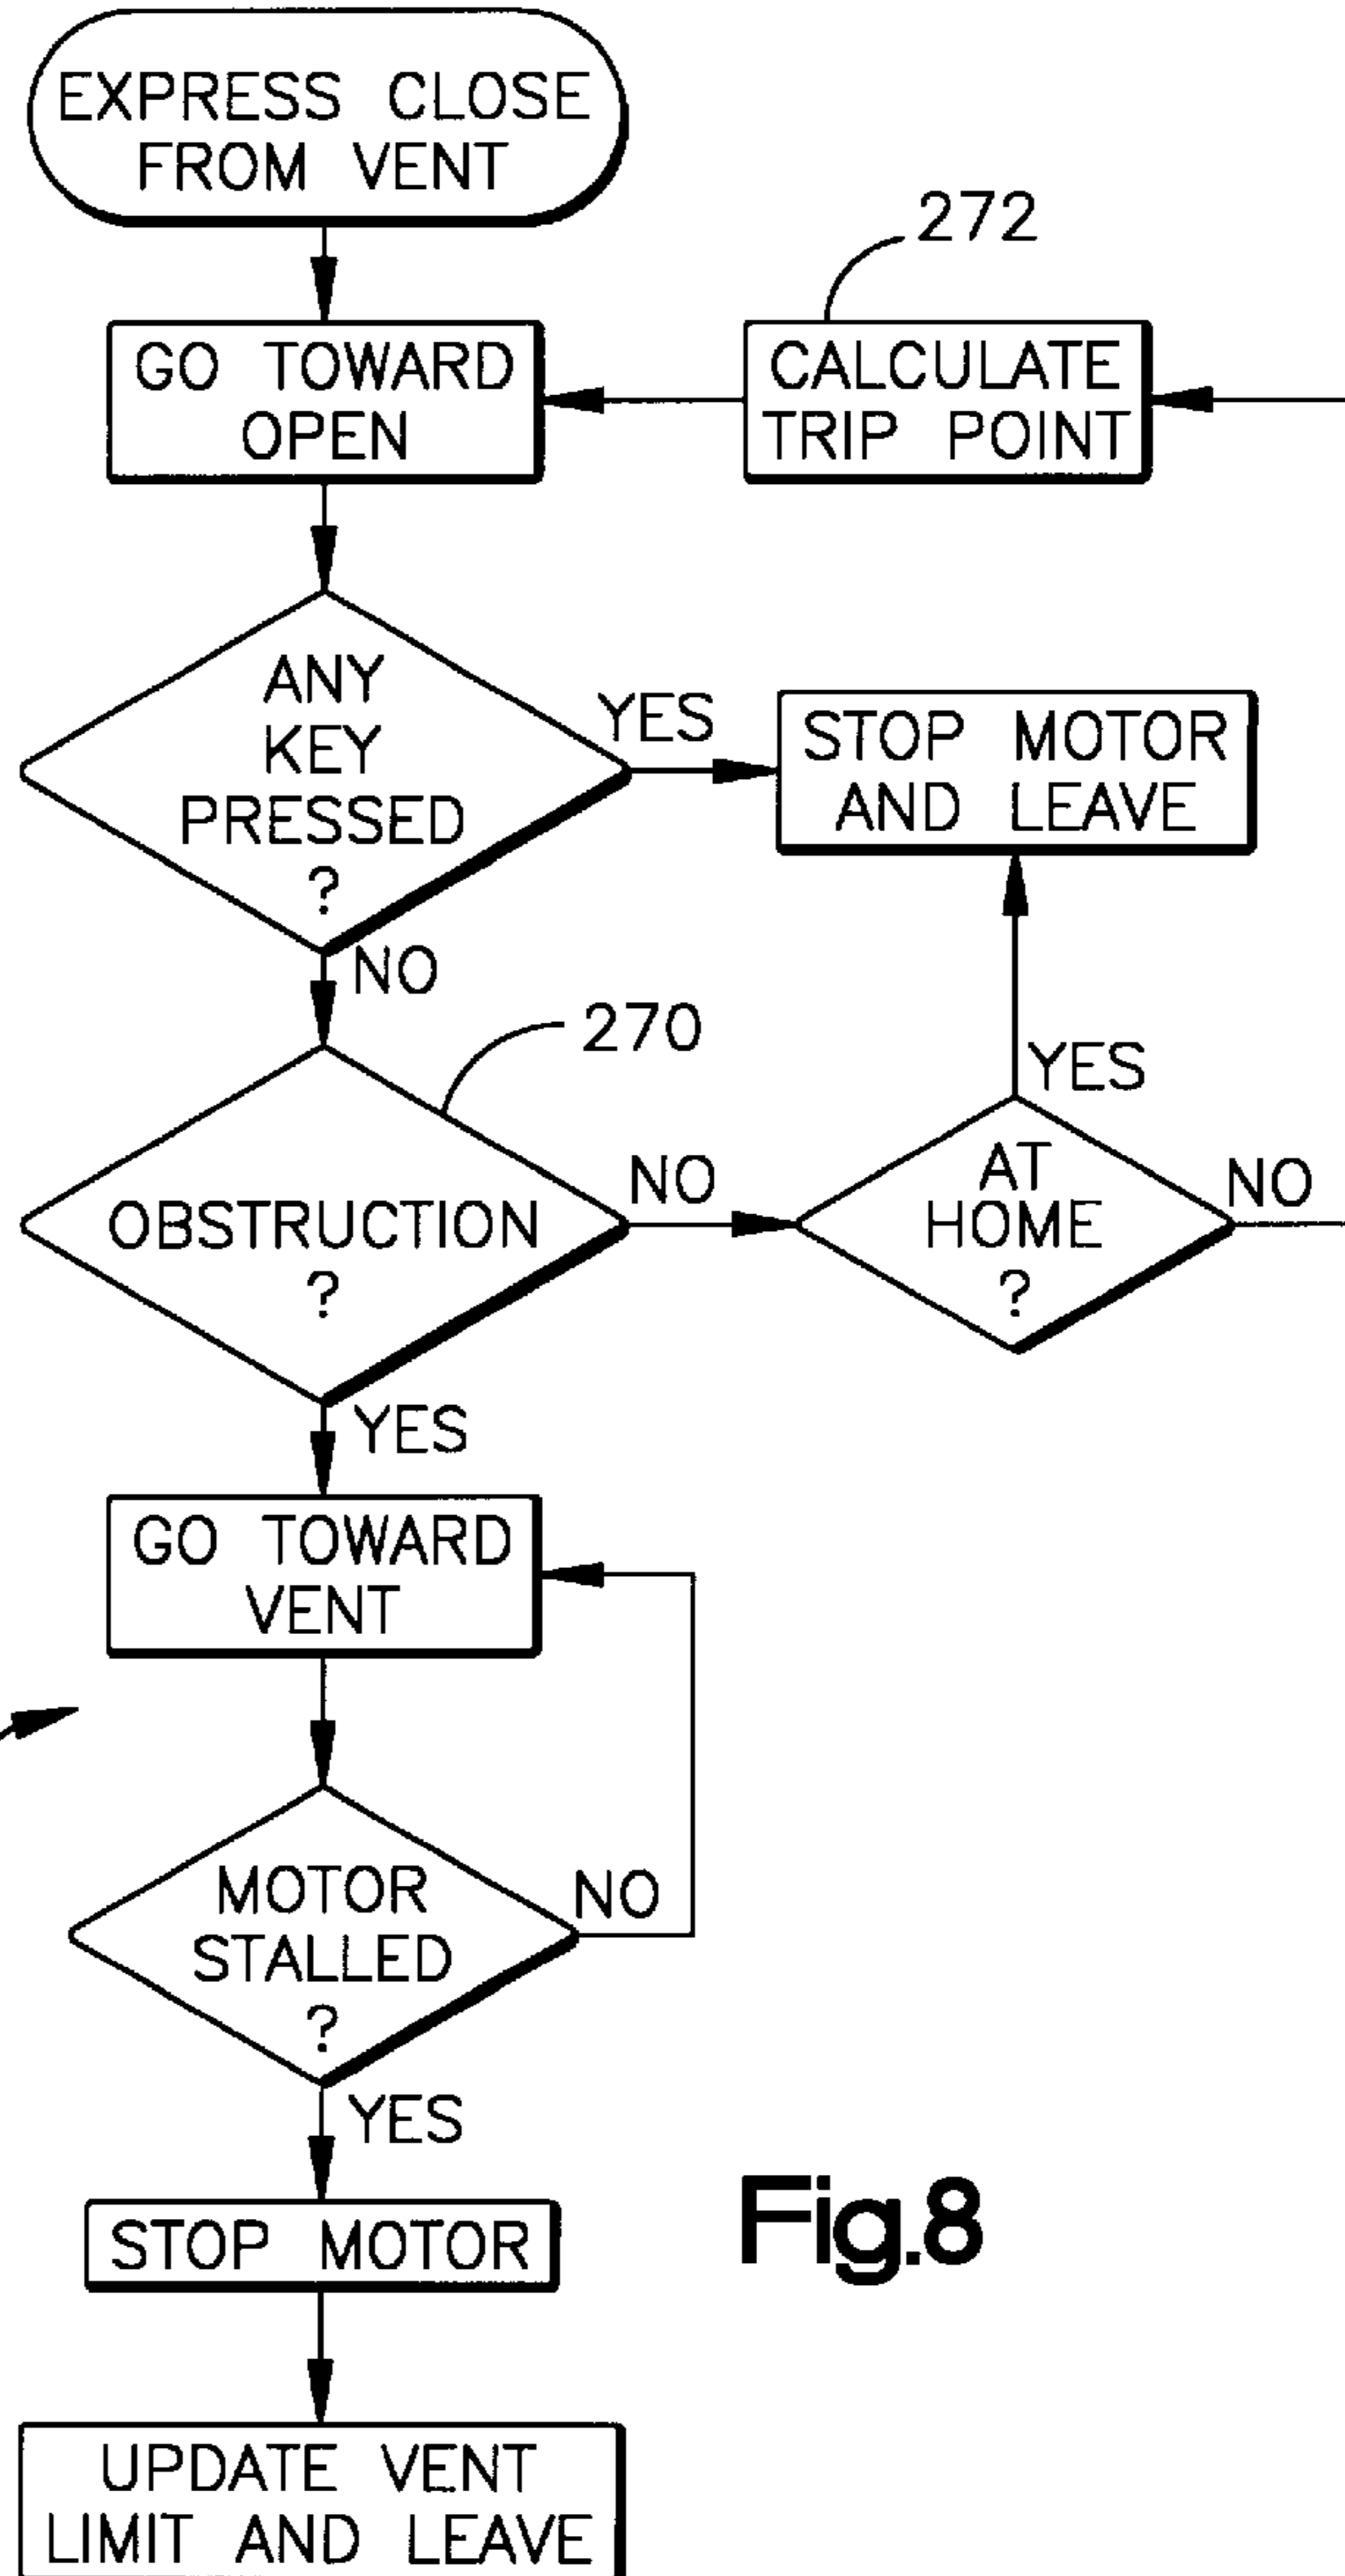 EXPRESS CLOSE
FROM VENT
272
GO TOWARD
OPEN
CALCULATE
TRIP POINT
ANY
KEY
PRESSED
?
YES
STOP MOTOR
AND LEAVE
NO
270
YES
OBSTRUCTION
?
NO
AT
HOME
?
NO
YES
GO TOWARD
VENT
MOTOR
STALLED
?
NO
YES
STOP MOTOR
Fig.8
UPDATE VENT
LIMIT AND LEAVE